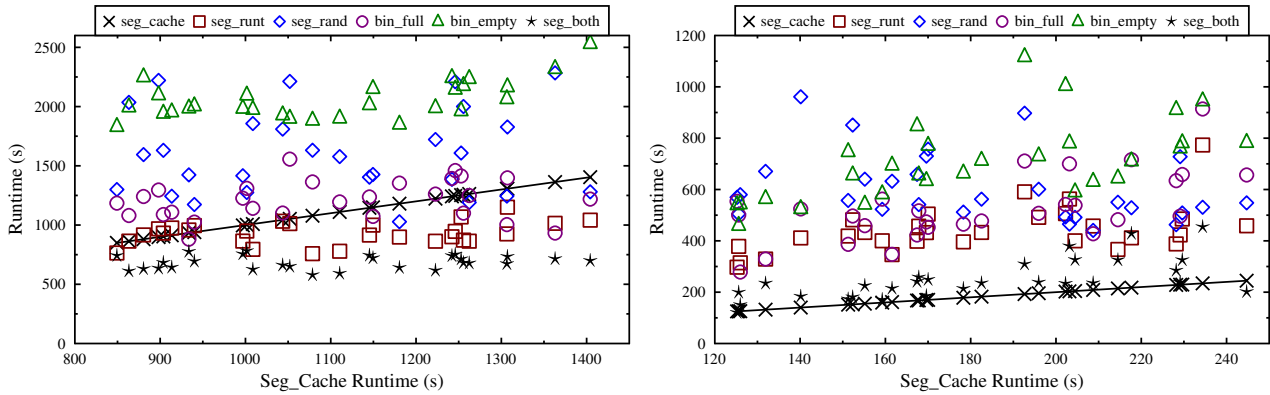 seg_cache seg_runt seg_rand bin_full bin_empty seg_both
2500
2000
1500
1000
500
0
Runtime (s)
800 900 1000 1100 1200 1300 1400
Seg_Cache Runtime (s)
seg_cache seg_runt seg_rand bin_full bin_empty seg_both
1200
1000
800
600
400
200
0
Runtime (s)
120 140 160 180 200 220 240
Seg_Cache Runtime (s)